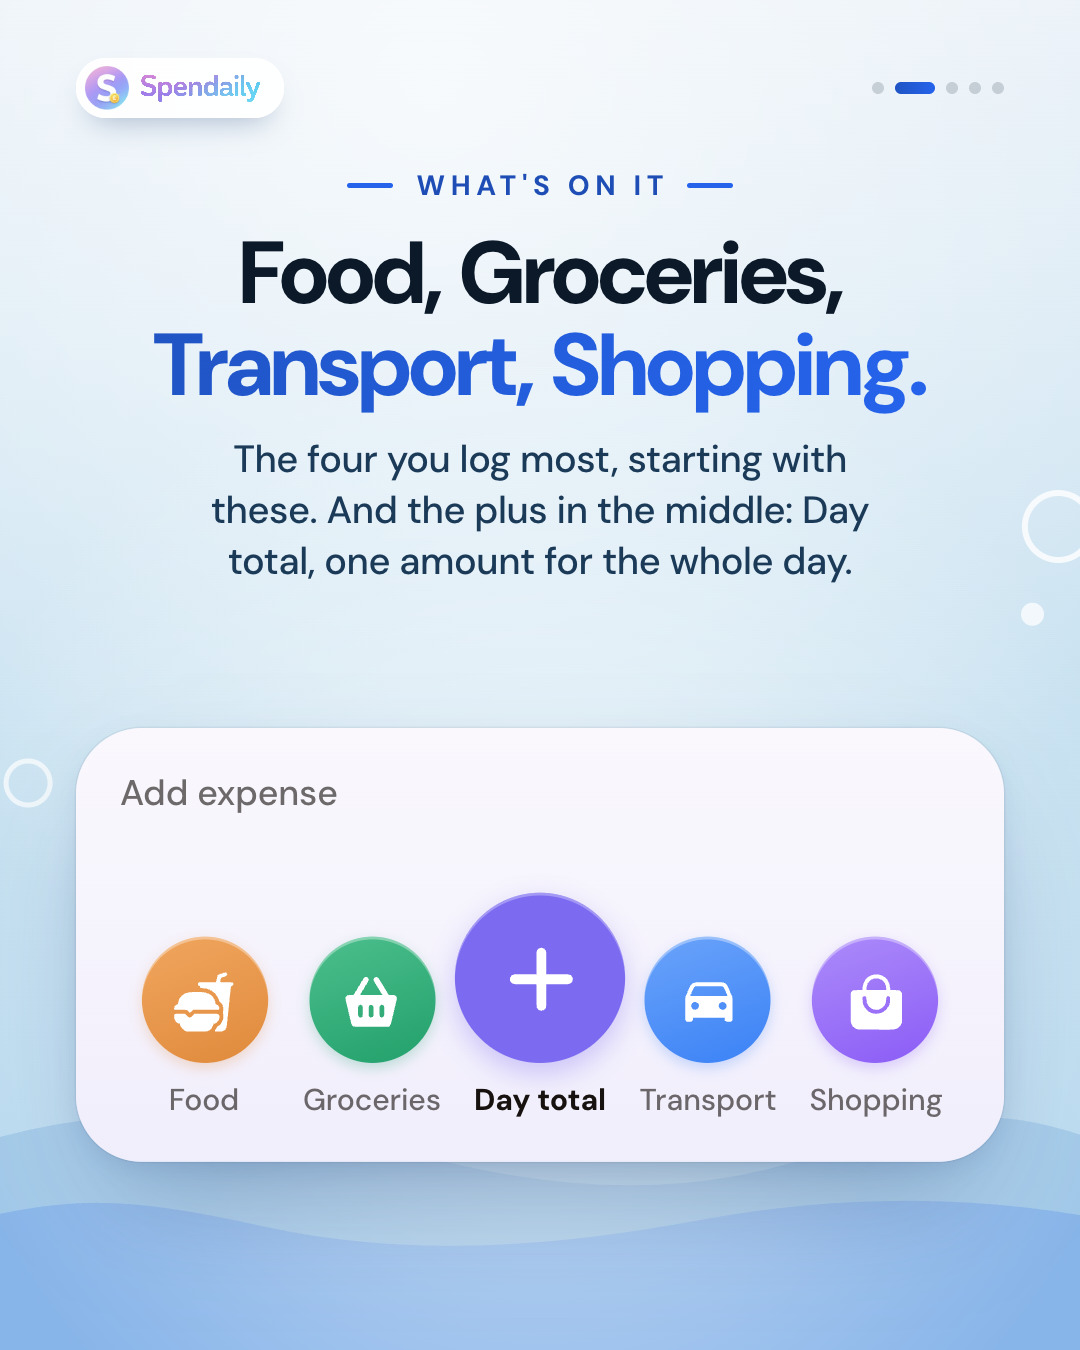 Spendaily
WHAT'S ON IT
Food, Groceries,
Transport, Shopping.
The four you log most, starting with
these. And the plus in the middle: Day
total, one amount for the whole day.
Add expense
Food
Groceries
Day total
Transport
Shopping